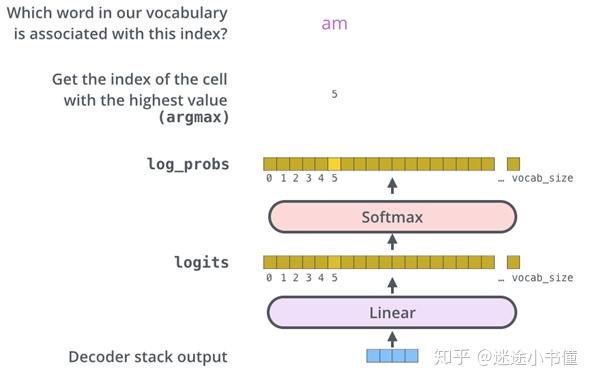 Which word in our vocabulary
is associated with this index?
am
Get the index of the cell
with the highest value
(argmax)
5
log_probs
0 1 2 3 4 5 … vocab_size
Softmax
logits
0 1 2 3 4 5 … vocab_size
Linear
Decoder stack output
知乎 @迷途小书僮